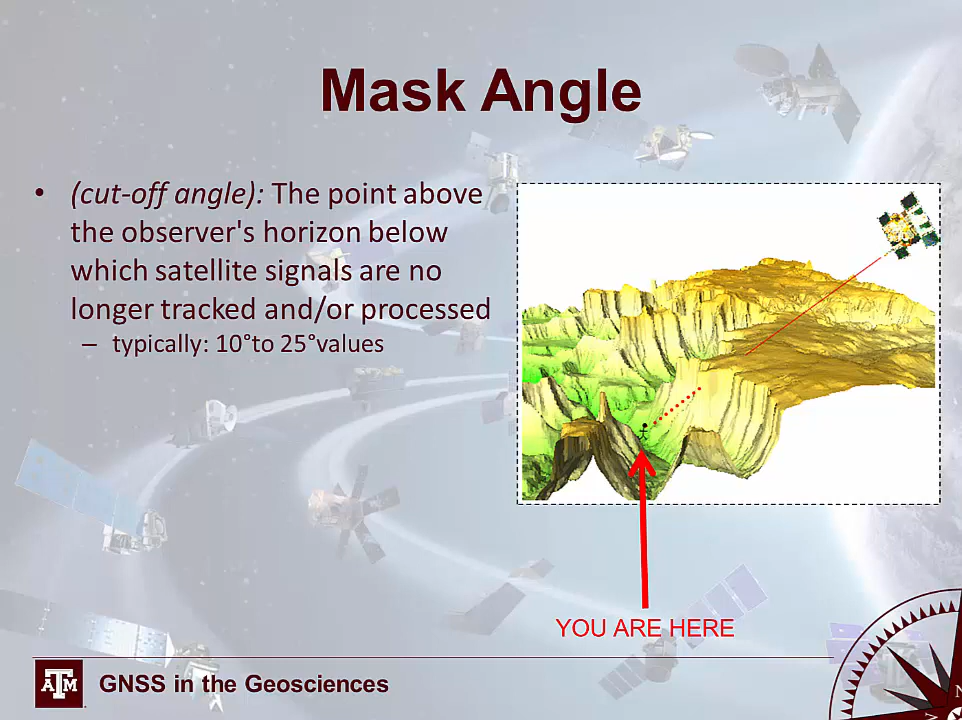 Mask Angle
• (cut-off angle): The point above
the observer's horizon below
which satellite signals are no
longer tracked and/or processed
– typically: 10°to 25°values
YOU ARE HERE
ATM
GNSS in the Geosciences
N